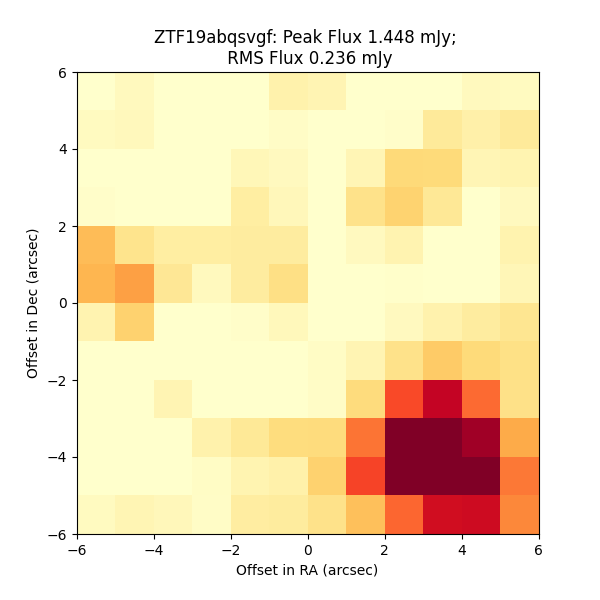 ZTF19abqsvgf: Peak Flux 1.448 mJy;
RMS Flux 0.236 mJy
6
4
2
0
−2
−4
−6
Offset in Dec (arcsec)
−6 −4 −2 0 2 4 6
Offset in RA (arcsec)